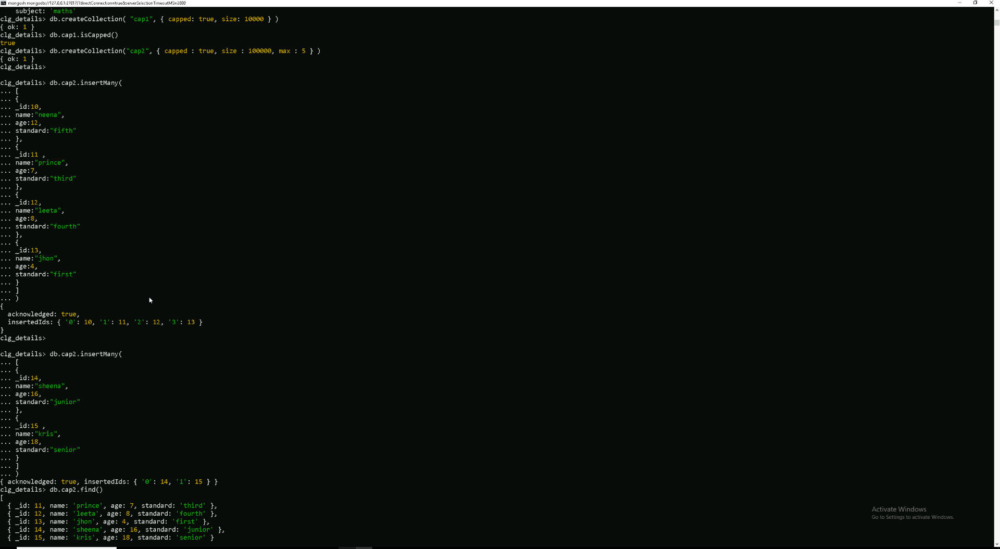 mongosh mongodb://127.0.0.1:27017/?directConnection=true&serverSelectionTimeoutMS=2000
    subject: 'maths'
clg_details> db.createCollection( "cap1", { capped: true, size: 10000 } )
{ ok: 1 }
clg_details> db.cap1.isCapped()
true
clg_details> db.createCollection("cap2", { capped : true, size : 100000, max : 5 } )
{ ok: 1 }
clg_details>
clg_details> db.cap2.insertMany(
... [
... {
... _id:10,
... name:"neena",
... age:12,
... standard:"fifth"
... },
... {
... _id:11 ,
... name:"prince",
... age:7,
... standard:"third"
... },
... {
... _id:12,
... name:"leeta",
... age:8,
... standard:"fourth"
... },
... {
... _id:13,
... name:"jhon",
... age:4,
... standard:"first"
... }
... ]
... )
{
  acknowledged: true,
  insertedIds: { '0': 10, '1': 11, '2': 12, '3': 13 }
}
clg_details>
clg_details> db.cap2.insertMany(
... [
... {
... _id:14,
... name:"sheena",
... age:16,
... standard:"junior"
... },
... {
... _id:15 ,
... name:"kris",
... age:18,
... standard:"senior"
... }
... ]
... )
{ acknowledged: true, insertedIds: { '0': 14, '1': 15 } }
clg_details> db.cap2.find()
[
  { _id: 11, name: 'prince', age: 7, standard: 'third' },
  { _id: 12, name: 'leeta', age: 8, standard: 'fourth' },
  { _id: 13, name: 'jhon', age: 4, standard: 'first' },
  { _id: 14, name: 'sheena', age: 16, standard: 'junior' },
  { _id: 15, name: 'kris', age: 18, standard: 'senior' }
Activate Windows
Go to Settings to activate Windows.